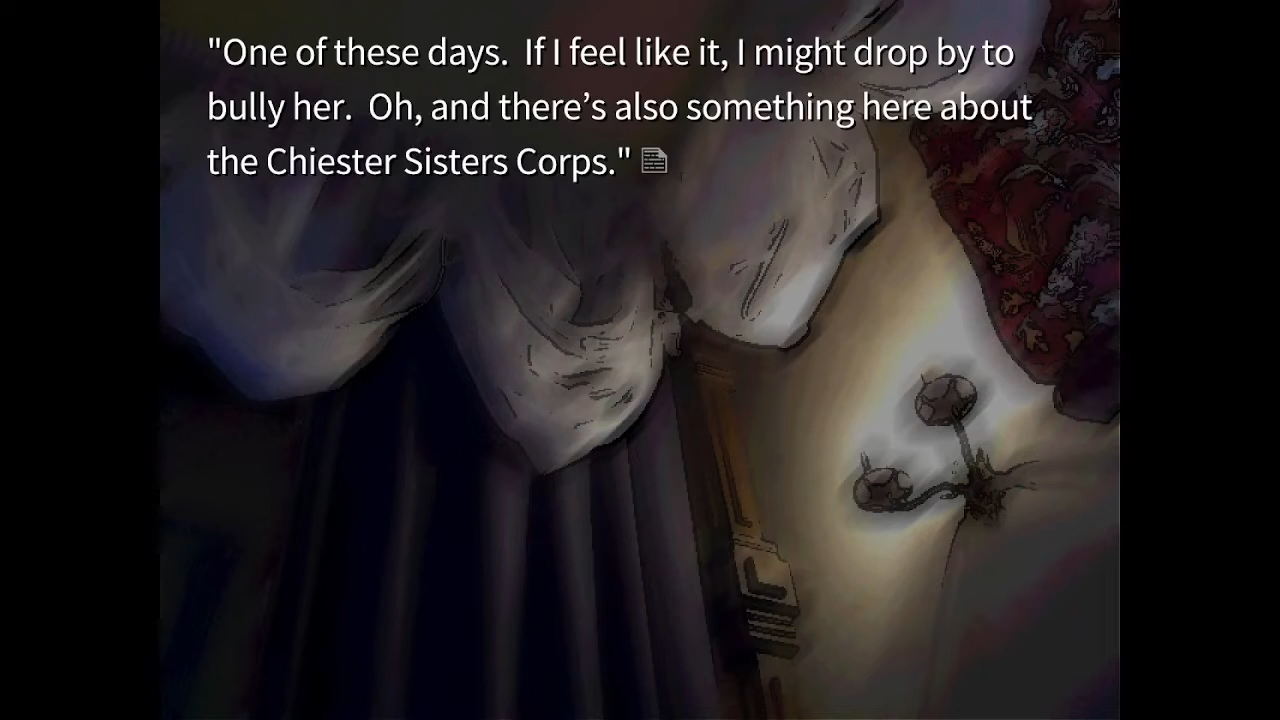 "One of these days.  If I feel like it, I might drop by to
bully her.  Oh, and there’s also something here about
the Chiester Sisters Corps."